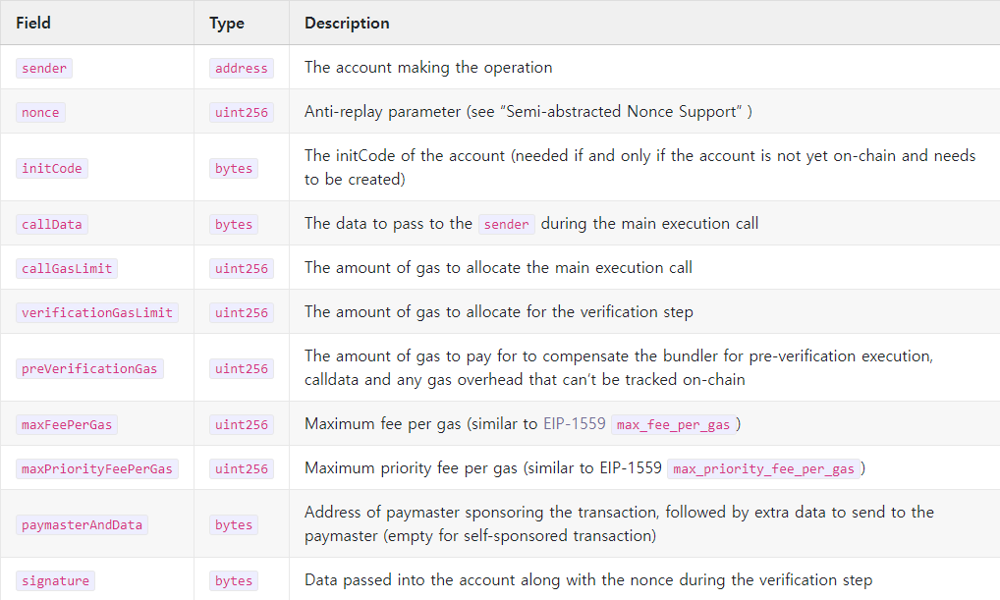 Field Type Description
sender address The account making the operation
nonce uint256 Anti-replay parameter (see “Semi-abstracted Nonce Support” )
initCode bytes The initCode of the account (needed if and only if the account is not yet on-chain and needs
to be created)
callData bytes The data to pass to the sender during the main execution call
callGasLimit uint256 The amount of gas to allocate the main execution call
verificationGasLimit uint256 The amount of gas to allocate for the verification step
preVerificationGas uint256 The amount of gas to pay for to compensate the bundler for pre-verification execution,
calldata and any gas overhead that can’t be tracked on-chain
maxFeePerGas uint256 Maximum fee per gas (similar to EIP-1559 max_fee_per_gas )
maxPriorityFeePerGas uint256 Maximum priority fee per gas (similar to EIP-1559 max_priority_fee_per_gas )
paymasterAndData bytes Address of paymaster sponsoring the transaction, followed by extra data to send to the
paymaster (empty for self-sponsored transaction)
signature bytes Data passed into the account along with the nonce during the verification step